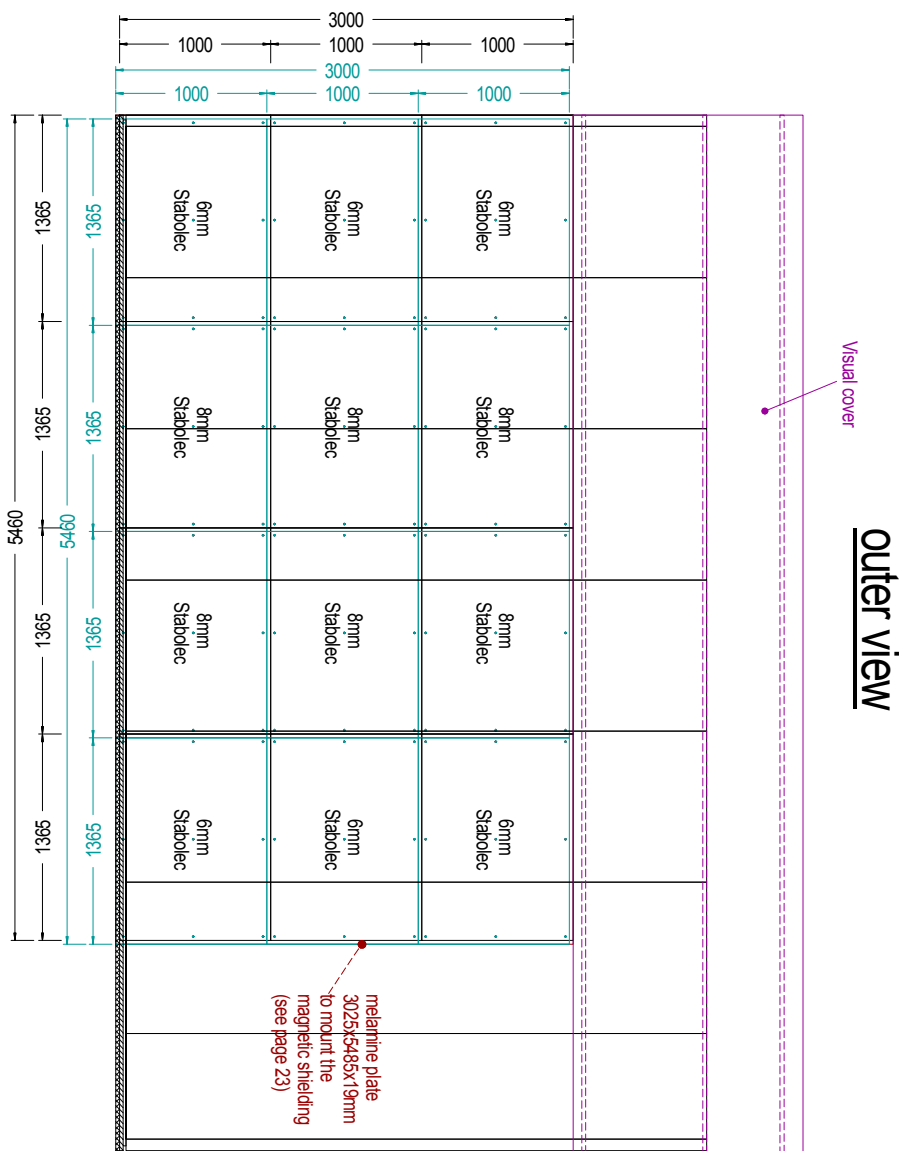 outer view
Visual cover
3000
1000
1000
1000
3000
1000
1000
1000
5460
1365
1365
1365
1365
5460
1365
1365
1365
1365
6mm
Stabolec
8mm
Stabolec
8mm
Stabolec
6mm
Stabolec
6mm
Stabolec
8mm
Stabolec
8mm
Stabolec
6mm
Stabolec
6mm
Stabolec
8mm
Stabolec
8mm
Stabolec
6mm
Stabolec
melamine plate
3025x5485x19mm
to mount the
magnetic shielding
(see page 23)